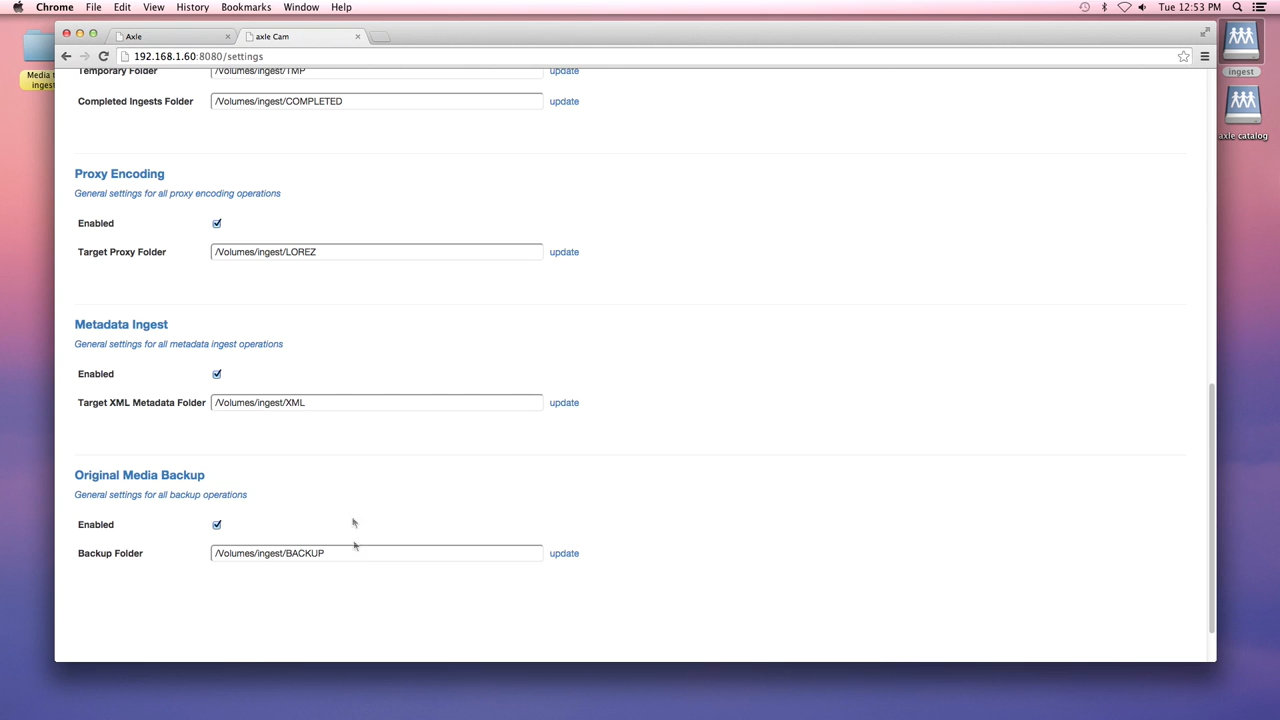 Chrome File Edit View History Bookmarks Window Help Tue 12:53 PM
Axle axle Cam
192.168.1.60:8080/settings
Media t
ingest
ingest
axle catalog
Temporary Folder /Volumes/ingest/TMP update
Completed Ingests Folder /Volumes/ingest/COMPLETED update
Proxy Encoding
General settings for all proxy encoding operations
Enabled
Target Proxy Folder /Volumes/ingest/LOREZ update
Metadata Ingest
General settings for all metadata ingest operations
Enabled
Target XML Metadata Folder /Volumes/ingest/XML update
Original Media Backup
General settings for all backup operations
Enabled
Backup Folder /Volumes/ingest/BACKUP update